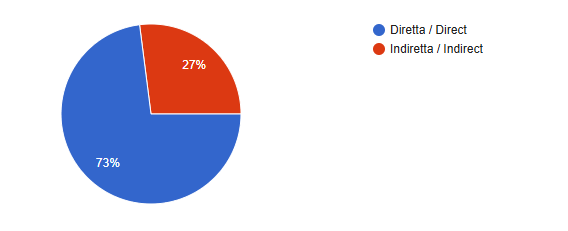 Diretta / Direct
Indiretta / Indirect
27%
73%